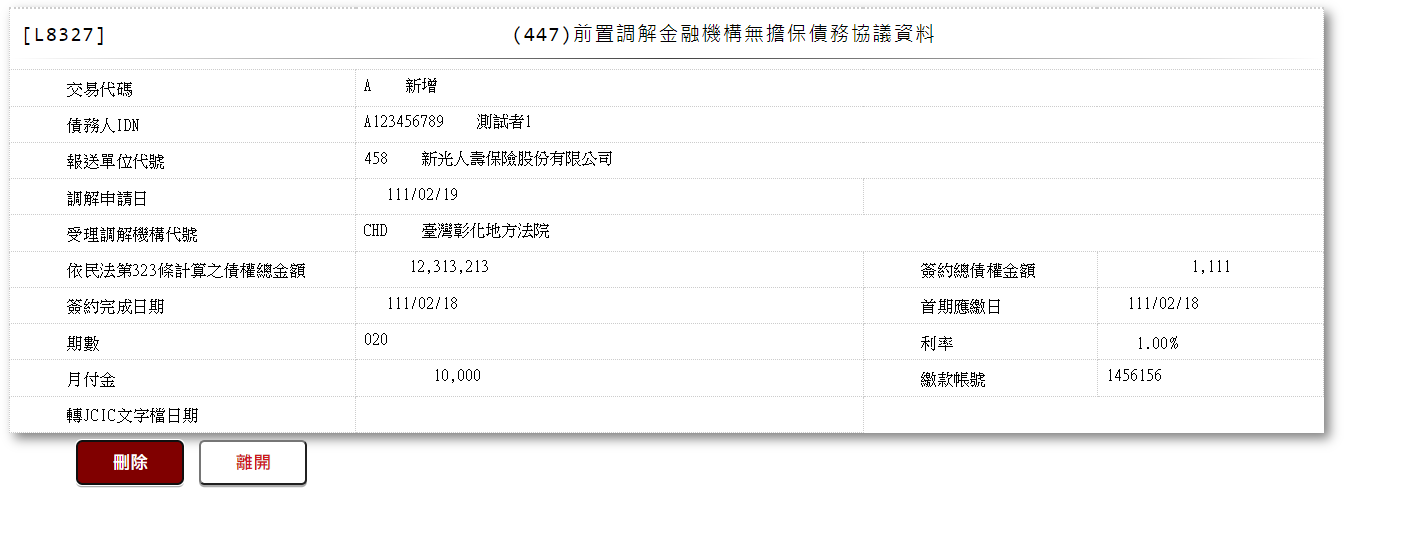 [L8327] (447)前置調解金融機構無擔保債務協議資料
交易代碼 A 新增
債務人IDN A123456789 測試者1
報送單位代號 458 新光人壽保險股份有限公司
調解申請日 111/02/19
受理調解機構代號 CHD 臺灣彰化地方法院
依民法第323條計算之債權總金額 12,313,213 簽約總債權金額 1,111
簽約完成日期 111/02/18 首期應繳日 111/02/18
期數 020 利率 1.00%
月付金 10,000 繳款帳號 1456156
轉JCIC文字檔日期
刪除 離開